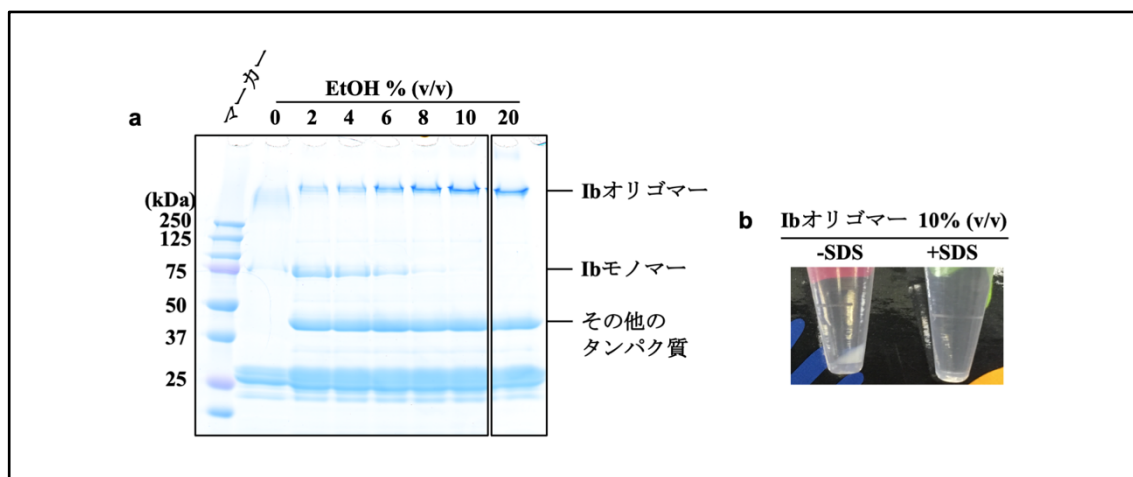 マーカー
EtOH % (v/v)
a
0 2 4 6 8 10 20
(kDa)
250
125
75
50
37
25
Ibオリゴマー
Ibモノマー
その他の
タンパク質
b
Ibオリゴマー 10% (v/v)
-SDS +SDS